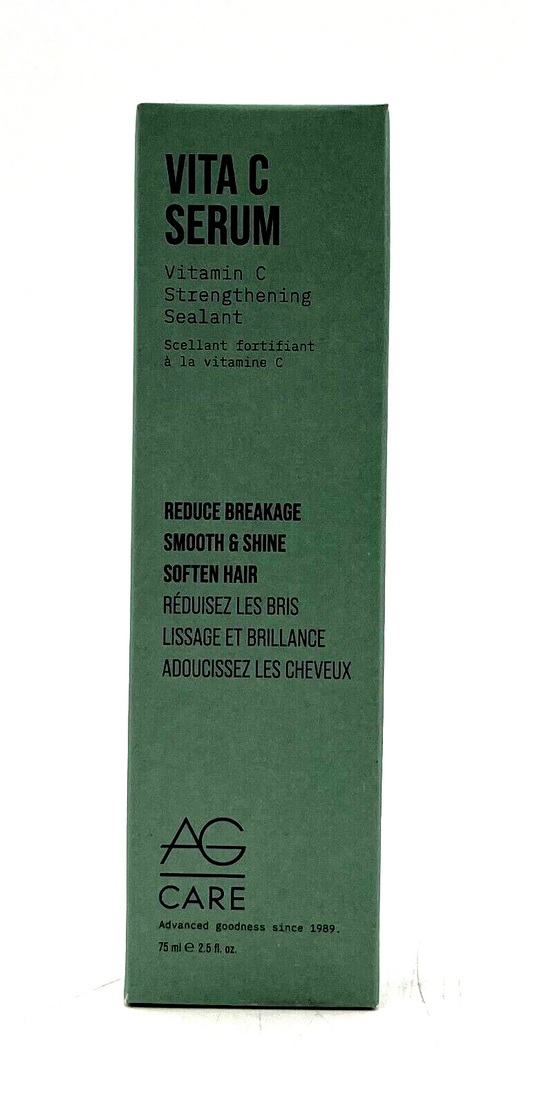 VITA C
SERUM
Vitamin C
Strengthening
Sealant
Scellant fortifiant
à la vitamine C
REDUCE BREAKAGE
SMOOTH & SHINE
SOFTEN HAIR
RÉDUISEZ LES BRIS
LISSAGE ET BRILLANCE
ADOUCISSEZ LES CHEVEUX
AG
CARE
Advanced goodness since 1989.
75 ml ℮ 2.5 fl. oz.